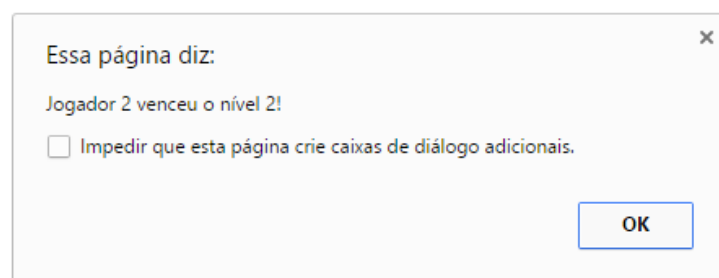 Essa página diz:
Jogador 2 venceu o nível 2!
Impedir que esta página crie caixas de diálogo adicionais.
OK